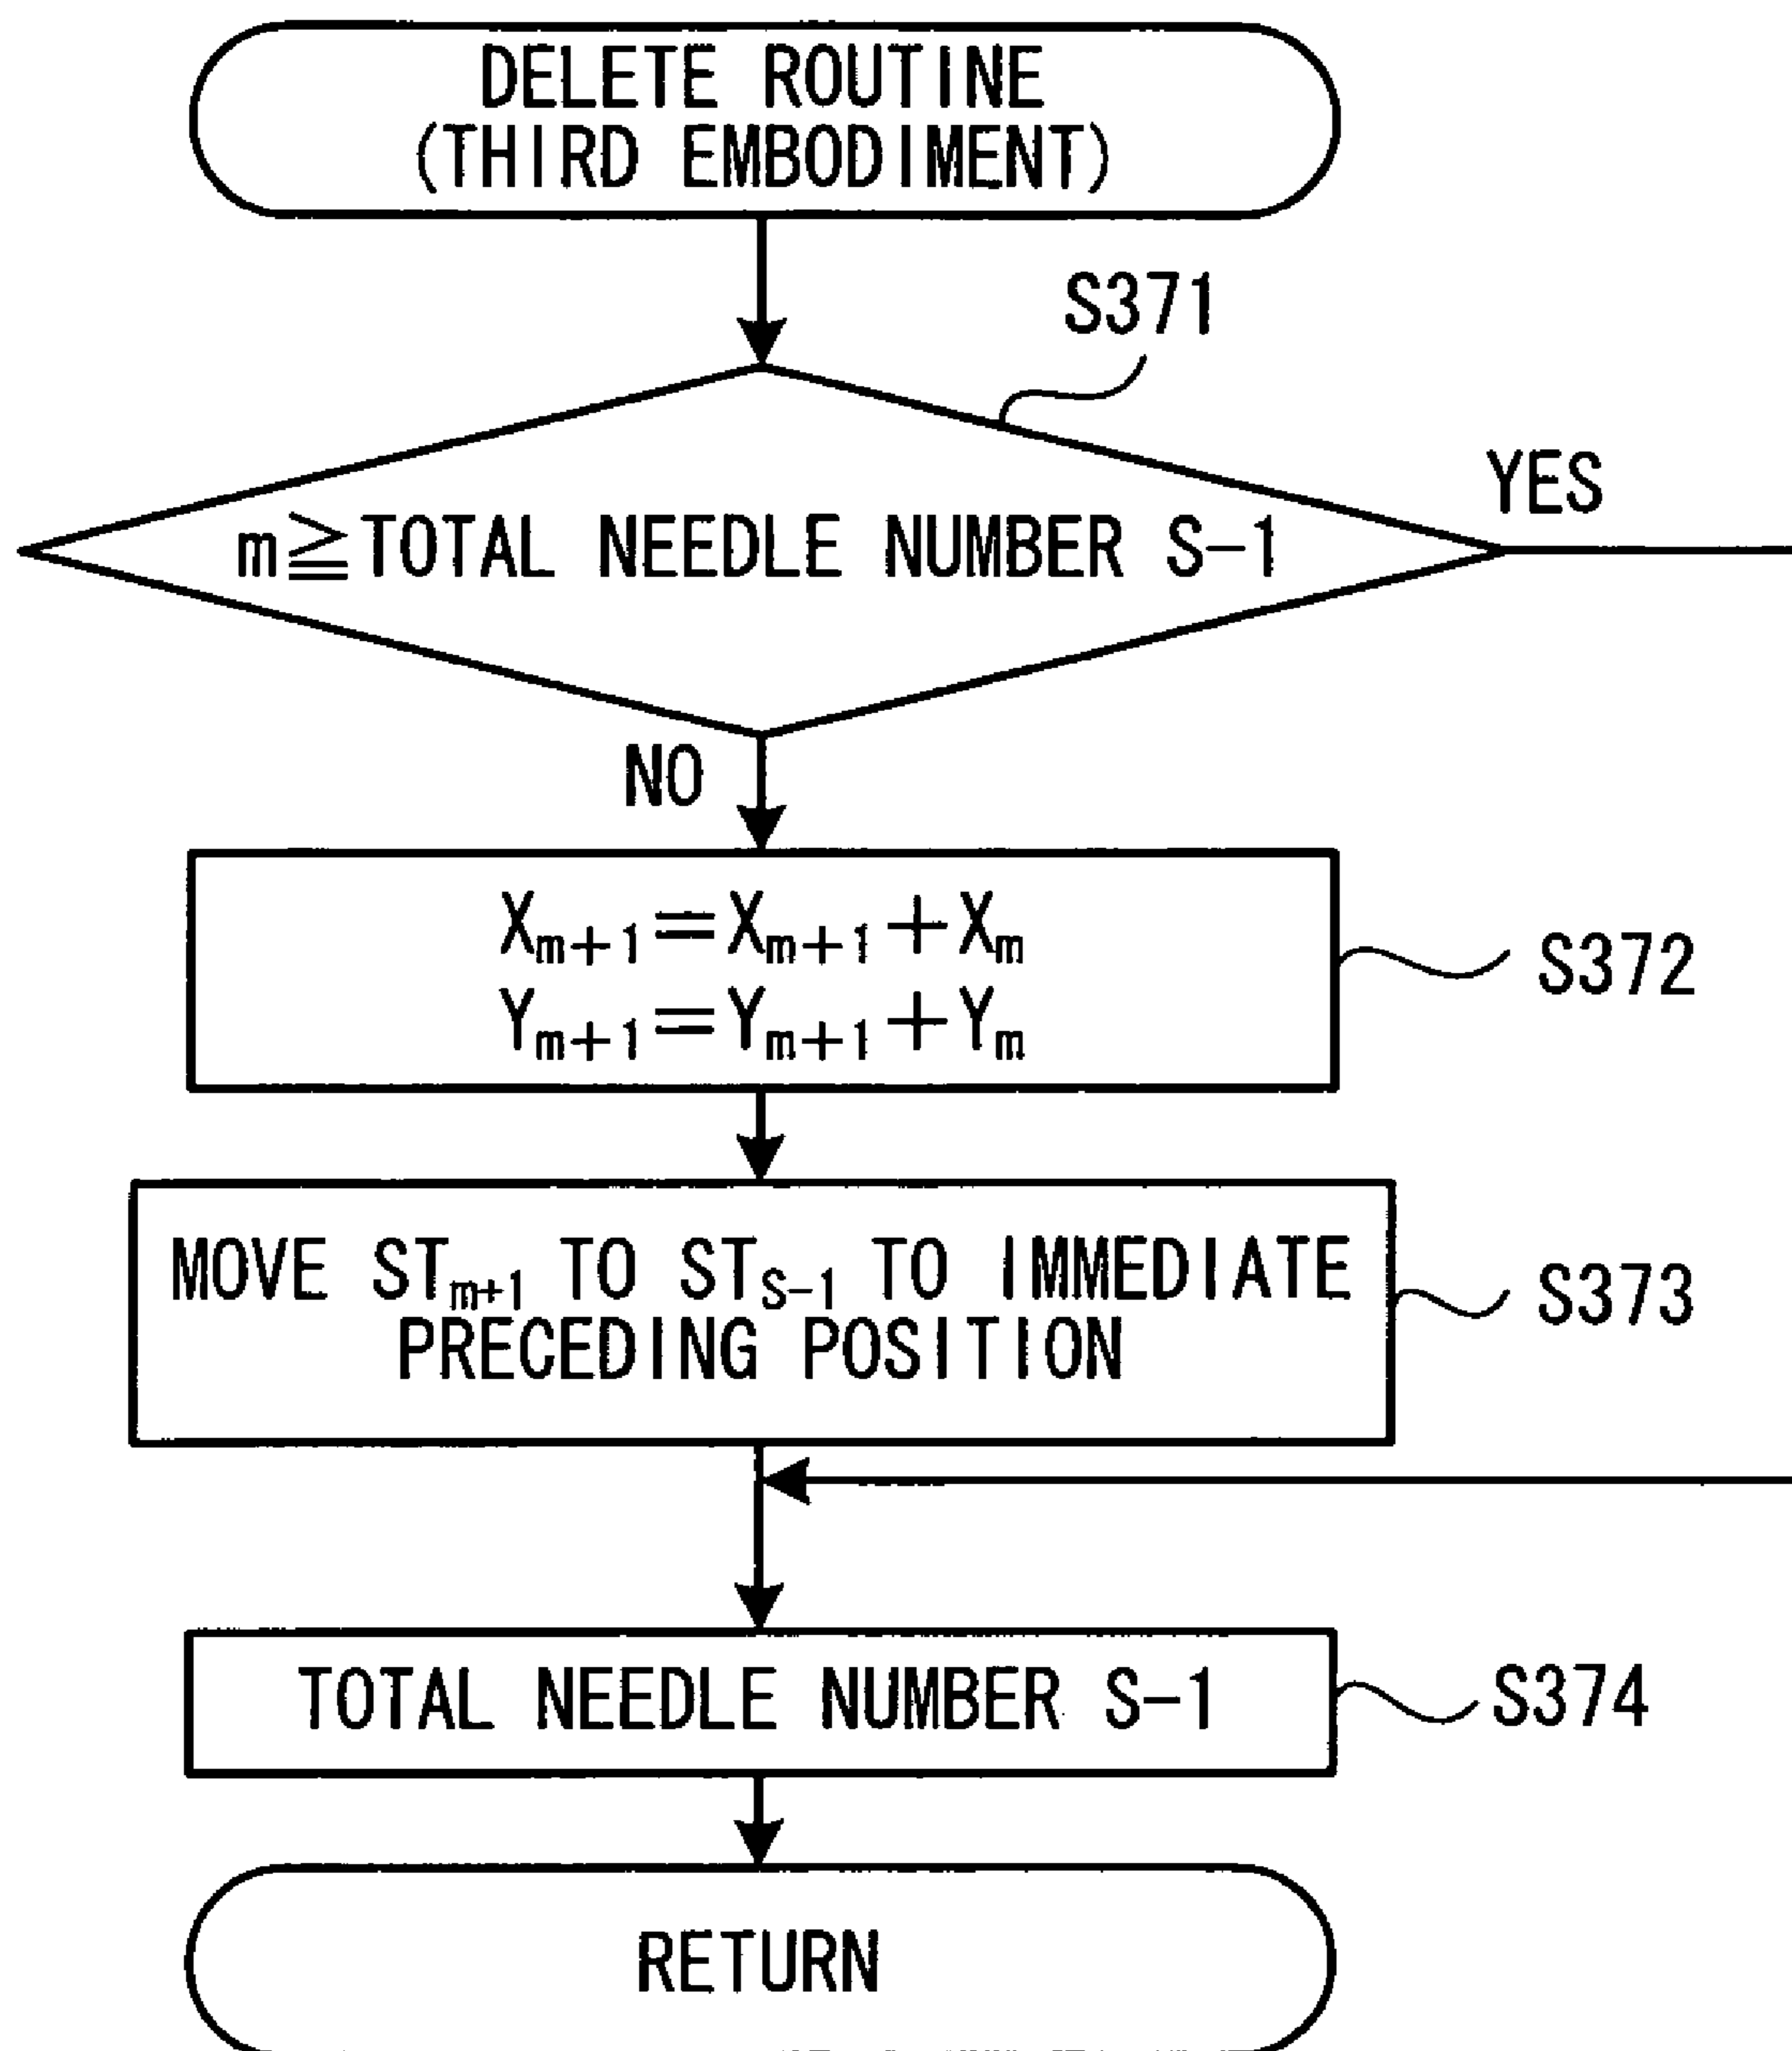 DELETE ROUTINE
(THIRD EMBODIMENT)
S371
YES
m≧TOTAL NEEDLE NUMBER S-1
NO
Xₘ₊₁=Xₘ₊₁+Xₘ
Yₘ₊₁=Yₘ₊₁+Yₘ
S372
MOVE STₘ₊₁ TO ST_S-1 TO IMMEDIATE
PRECEDING POSITION
S373
TOTAL NEEDLE NUMBER S-1
S374
RETURN